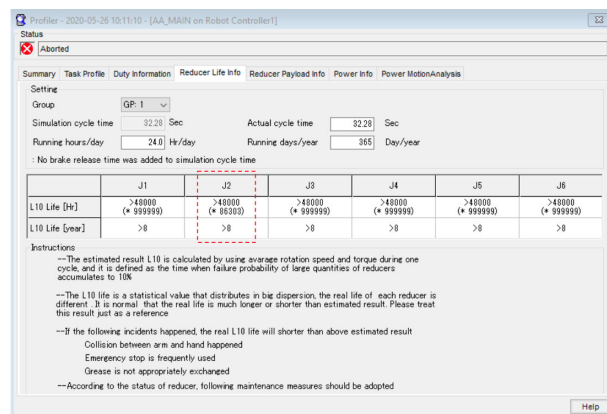 Profiler - 2020-05-26 10:11:10 - [AA_MAIN on Robot Controller1]
Status
Aborted
Summary Task Profile Duty Information Reducer Life Info Reducer Payload Info Power Info Power MotionAnalysis
Setting
Group GP: 1
Simulation cycle time 32.28 Sec Actual cycle time 32.28 Sec
Running hours/day 24.0 Hr/day Running days/year 365 Day/year
: No brake release time was added to simulation cycle time
J1 J2 J3 J4 J5 J6
L10 Life [Hr] >48000 (* 999999) >48000 (* 86303) >48000 (* 999999) >48000 (* 999999) >48000 (* 999999) >48000 (* 999999)
L10 Life [year] >8 >8 >8 >8 >8 >8
Instructions
--The estimated result L10 is calculated by using avarage rotation speed and torque during one
cycle, and it is defined as the time when failure probability of large quantities of reducers
accumulates to 10%
--The L10 life is a statistical value that distributes in big dispersion, the real life of each reducer is
different . It is normal that the real life is much longer or shorter than estimated result. Please treat
this result just as a reference
--If the following incidents happened, the real L10 life will shorter than above estimated result
Collision between arm and hand happened
Emergency stop is frequently used
Grease is not appropriately exchanged
--According to the status of reducer, following maintenance measures should be adopted
Help